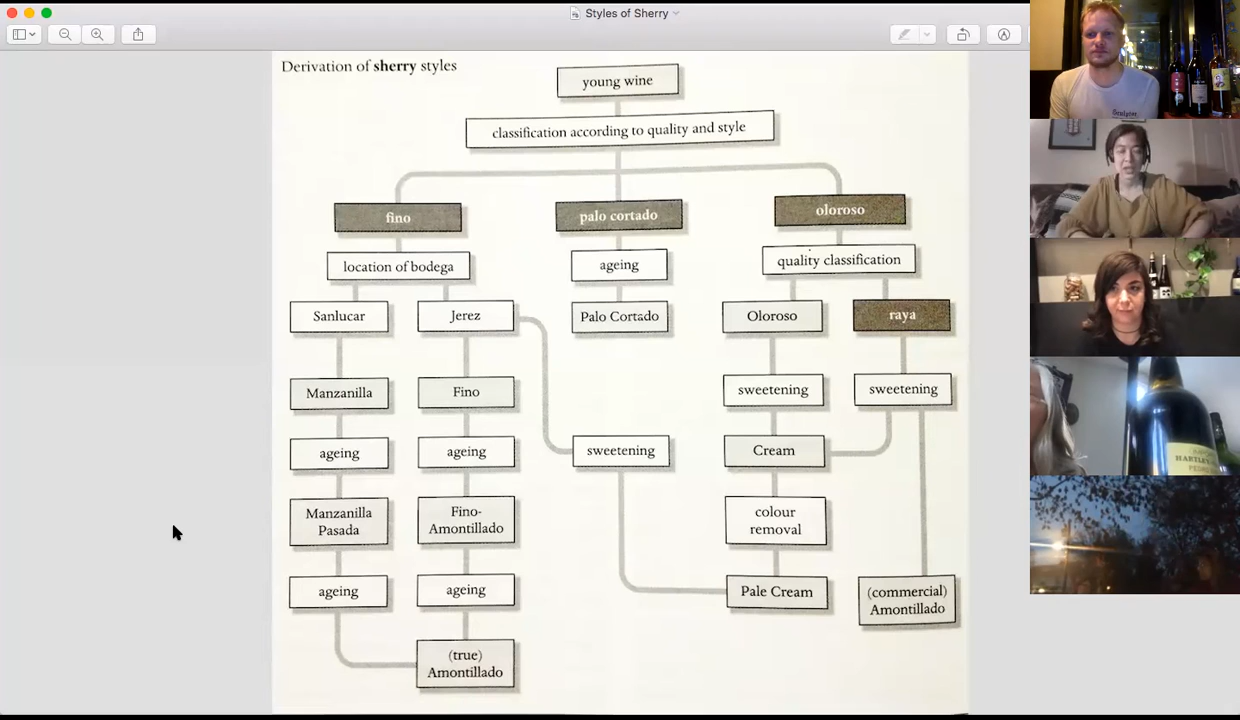 Styles of Sherry
Derivation of sherry styles
young wine
classification according to quality and style
fino
palo cortado
oloroso
location of bodega
ageing
quality classification
Sanlucar
Jerez
Palo Cortado
Oloroso
raya
Manzanilla
Fino
sweetening
sweetening
ageing
ageing
sweetening
Cream
Manzanilla
Pasada
Fino-
Amontillado
colour
removal
ageing
ageing
Pale Cream
(commercial)
Amontillado
(true)
Amontillado
HARTLEY